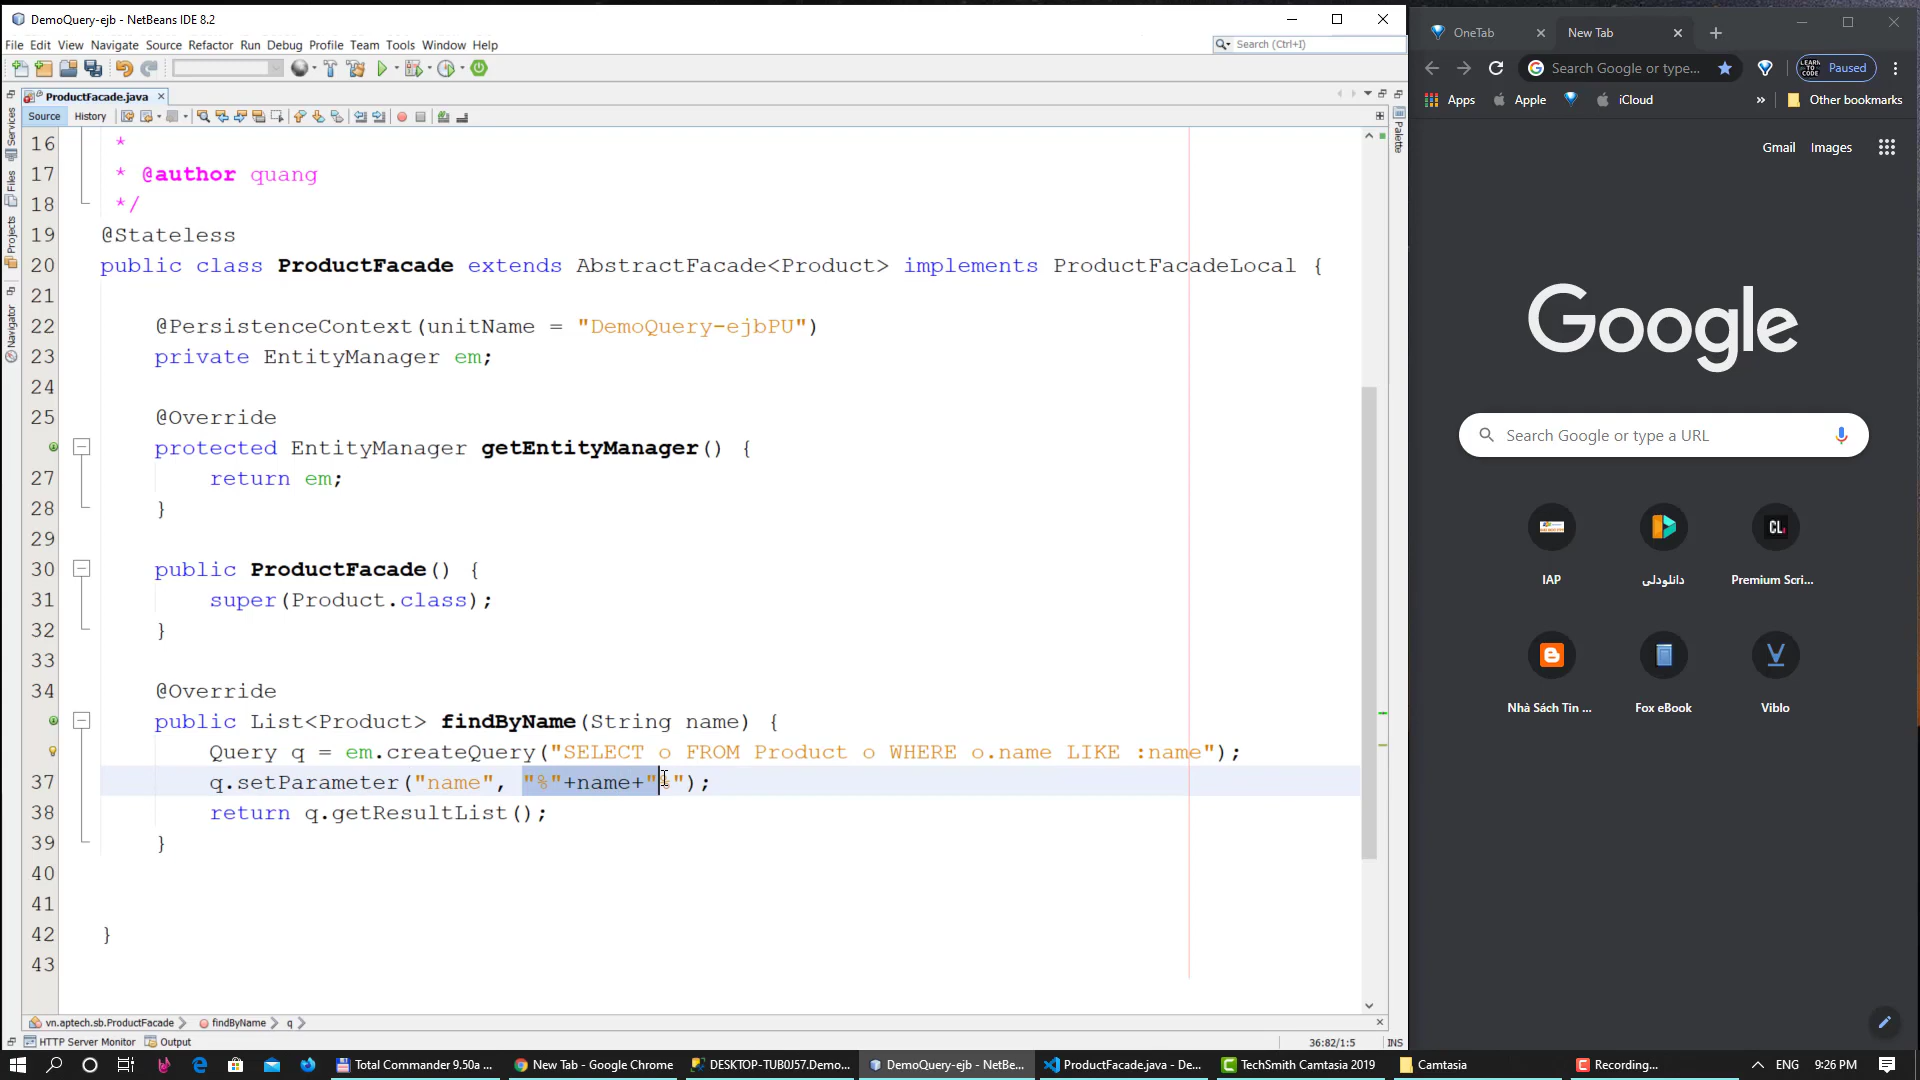 DemoQuery-ejb - NetBeans IDE 8.2
File Edit View Navigate Source Refactor Run Debug Profile Team Tools Window Help
Search (Ctrl+I)
ProductFacade.java
Source History
Services
Files
Projects
Navigator
Palette
16 *
17 * @author quang
18 */
19 @Stateless
20 public class ProductFacade extends AbstractFacade<Product> implements ProductFacadeLocal {
21
22 @PersistenceContext(unitName = "DemoQuery-ejbPU")
23 private EntityManager em;
24
25 @Override
protected EntityManager getEntityManager() {
27 return em;
28 }
29
30 public ProductFacade() {
31 super(Product.class);
32 }
33
34 @Override
public List<Product> findByName(String name) {
Query q = em.createQuery("SELECT o FROM Product o WHERE o.name LIKE :name");
37 q.setParameter("name", "%"+name+"%");
38 return q.getResultList();
39 }
40
41
42 }
43
vn.aptech.sb.ProductFacade findByName q
HTTP Server Monitor Output
36:82/1:5 INS
OneTab New Tab
Search Google or type... LEARN TO CODE Paused
Apps Apple iCloud » Other bookmarks
Gmail Images
Google
Search Google or type a URL
CL.
IAP دانلودلی Premium Scri...
Nhà Sách Tin ... Fox eBook Viblo
Total Commander 9.50a ... New Tab - Google Chrome DESKTOP-TUB0J57.Demo... DemoQuery-ejb - NetBe... ProductFacade.java - De... TechSmith Camtasia 2019 Camtasia Recording... ENG 9:26 PM